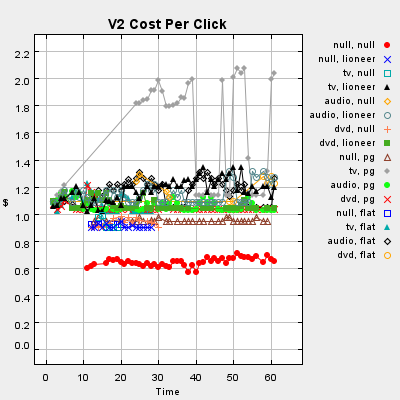 V2 Cost Per Click
2.2
2.0
1.8
1.6
1.4
1.2
1.0
0.8
0.6
0.4
0.2
0.0
$
0 10 20 30 40 50 60
Time
null, null
null, lioneer
tv, null
tv, lioneer
audio, null
audio, lioneer
dvd, null
dvd, lioneer
null, pg
tv, pg
audio, pg
dvd, pg
null, flat
tv, flat
audio, flat
dvd, flat